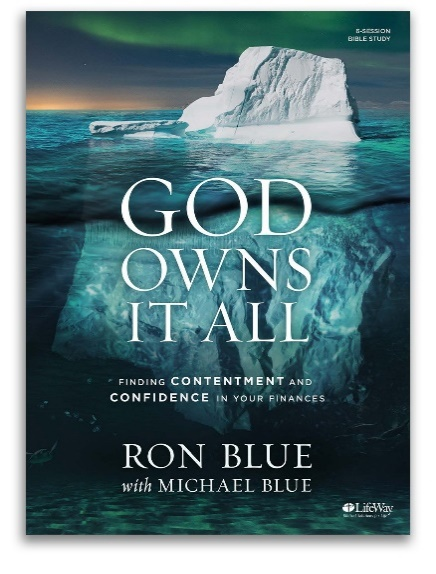 6-SESSION
BIBLE STUDY
GOD
OWNS
IT ALL
FINDING CONTENTMENT AND
CONFIDENCE IN YOUR FINANCES
RON BLUE
with MICHAEL BLUE
LifeWay